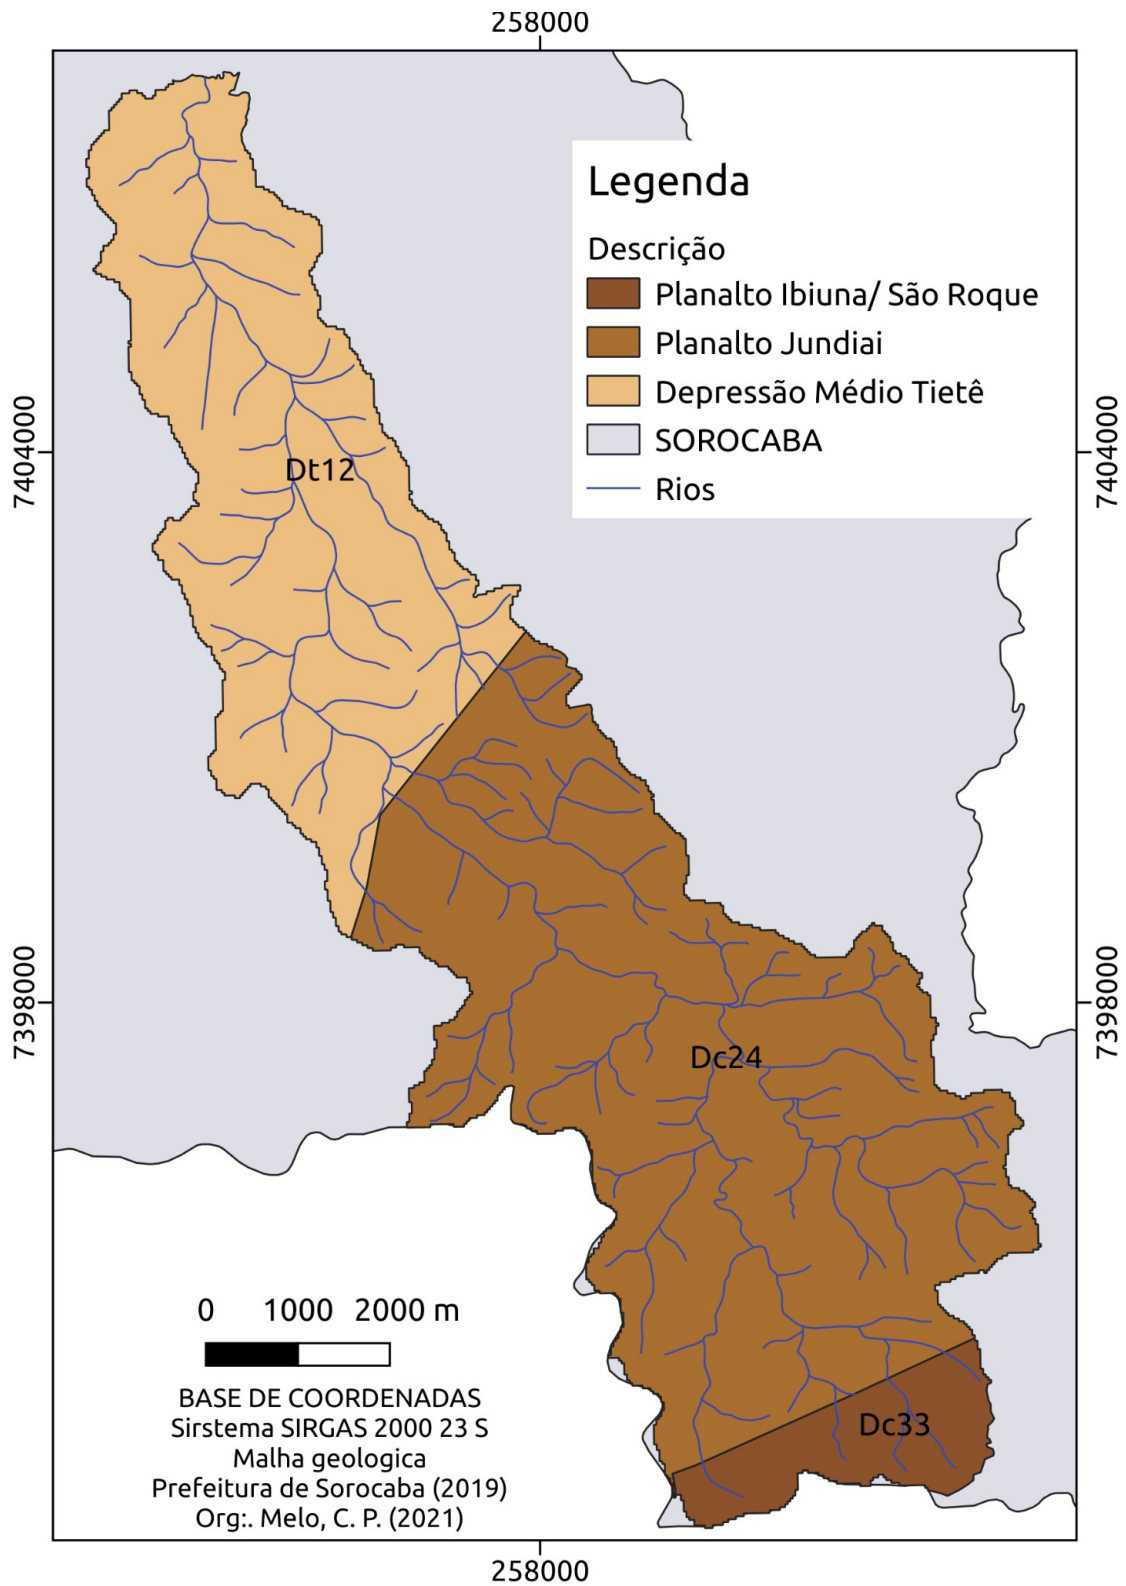 258000
Legenda
Descrição
Planalto Ibiuna/ São Roque
Planalto Jundiai
Depressão Médio Tietê
SOROCABA
Rios
7404000
7404000
Dt12
7398000
7398000
Dc24
Dc33
0 1000 2000 m
BASE DE COORDENADAS
Sirstema SIRGAS 2000 23 S
Malha geologica
Prefeitura de Sorocaba (2019)
Org:. Melo, C. P. (2021)
258000